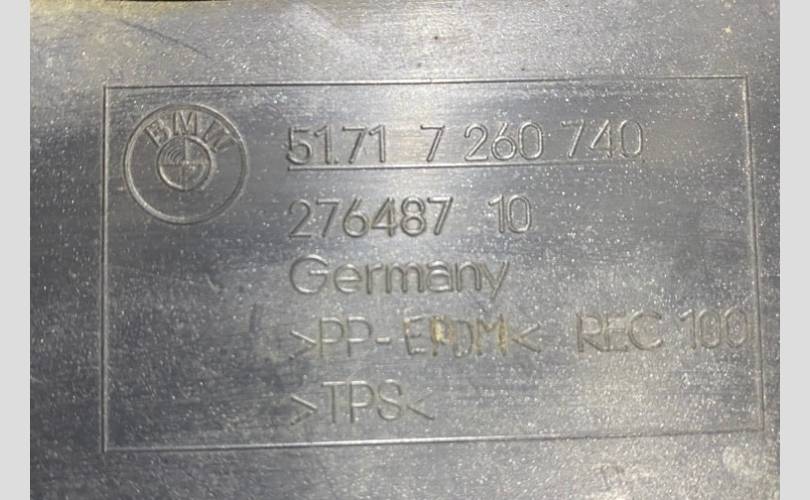 BMW
51.71 7 260 740
276487 10
Germany
>PP-EPDM< REC 100
>TPS<